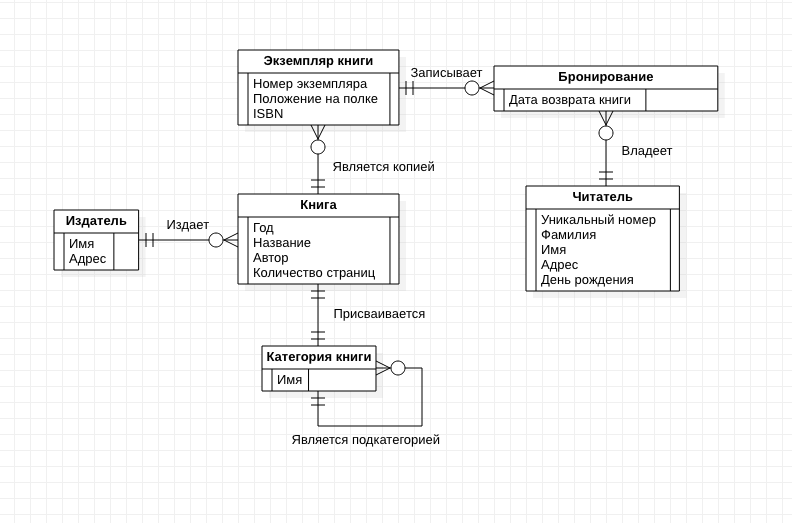 Экземпляр книги
Номер экземпляра
Положение на полке
ISBN
Записывает
Бронирование
Дата возврата книги
Является копией
Владеет
Читатель
Уникальный номер
Фамилия
Имя
Адрес
День рождения
Издатель
Имя
Адрес
Издает
Книга
Год
Название
Автор
Количество страниц
Присваивается
Категория книги
Имя
Является подкатегорией